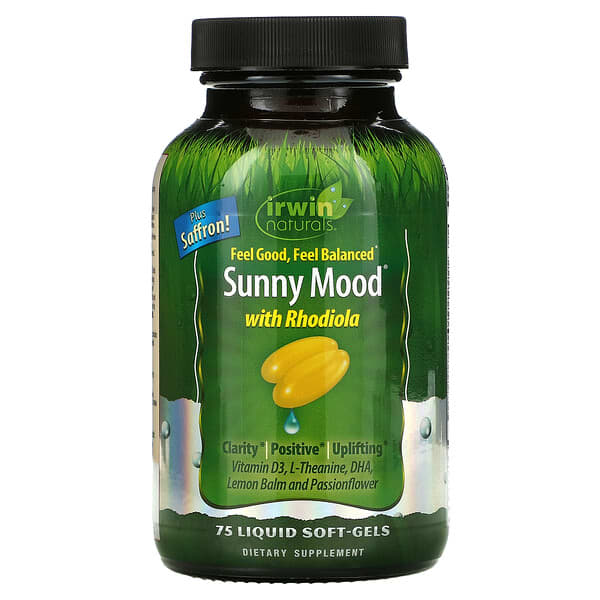 Plus
Saffron!
irwin
naturals
Feel Good, Feel Balanced*
Sunny Mood®
with Rhodiola
Clarity* | Positive* | Uplifting*
Vitamin D3, L-Theanine, DHA,
Lemon Balm and Passionflower
75 LIQUID SOFT-GELS
DIETARY SUPPLEMENT